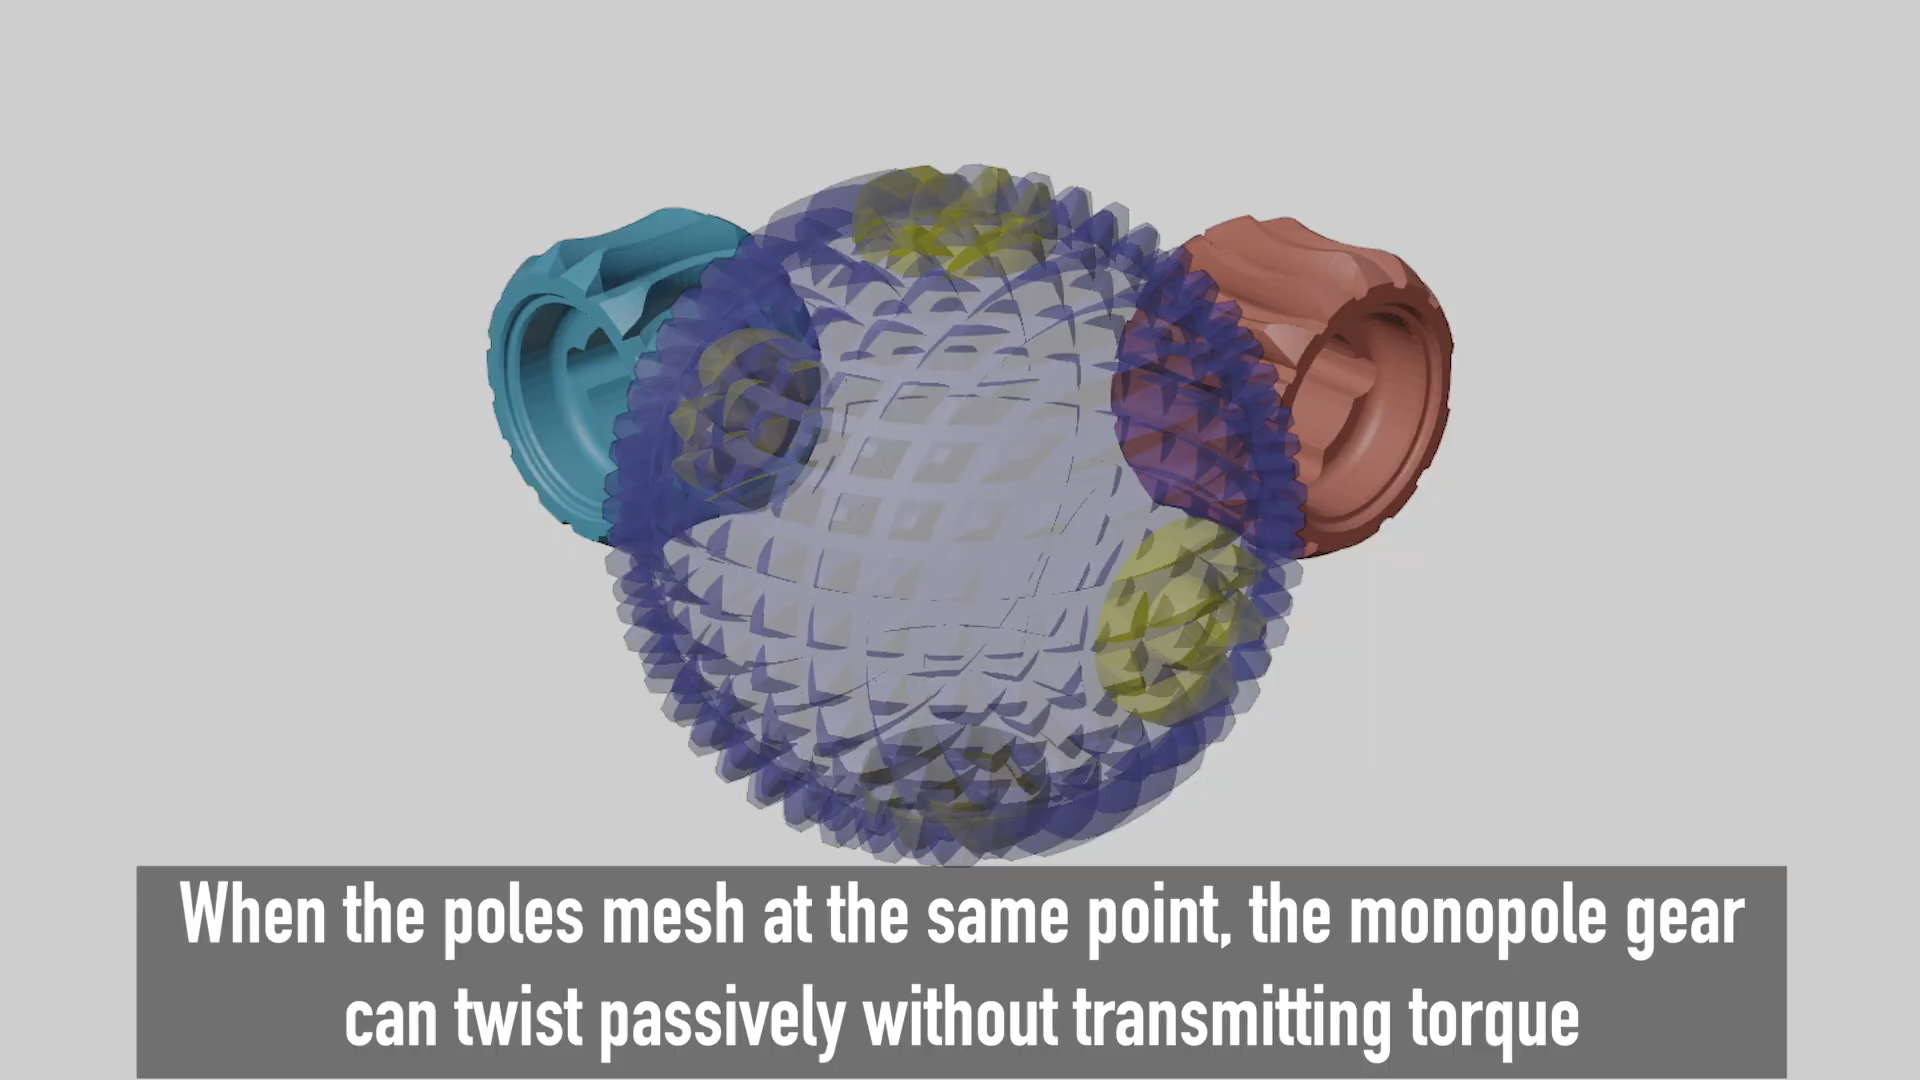 When the poles mesh at the same point, the monopole gear
can twist passively without transmitting torque